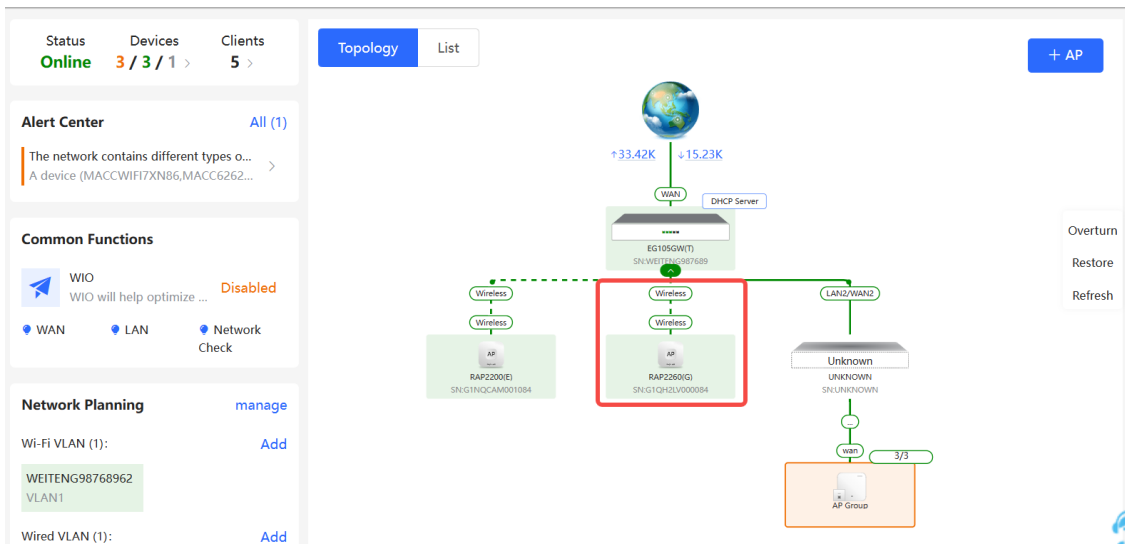 Status Devices Clients
Online 3 / 3 / 1 > 5 >
Alert Center All (1)
The network contains different types o...
A device (MACCWIFI7XN86,MACC6262...
Common Functions
WIO
WIO will help optimize ... Disabled
WAN LAN Network Check
Network Planning manage
Wi-Fi VLAN (1): Add
WEITENG98768962
VLAN1
Wired VLAN (1): Add
Topology List
+ AP
↑33.42K ↓15.23K
WAN
DHCP Server
EG105GW(T)
SN:WEITENG987689
Wireless Wireless LAN2/WAN2
Wireless Wireless
AP AP Unknown
RAP2200(E) RAP2260(G) UNKNOWN
SN:G1NQCAM001084 SN:G1QH2LV000084 SN:UNKNOWN
...
wan 3/3
AP Group
Overturn
Restore
Refresh